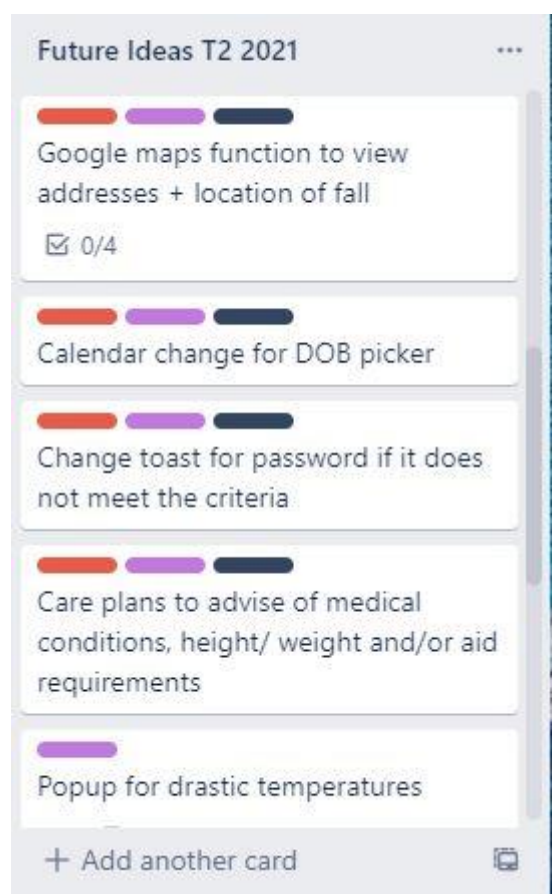 Future Ideas T2 2021
Google maps function to view
addresses + location of fall
0/4
Calendar change for DOB picker
Change toast for password if it does
not meet the criteria
Care plans to advise of medical
conditions, height/ weight and/or aid
requirements
Popup for drastic temperatures
+ Add another card